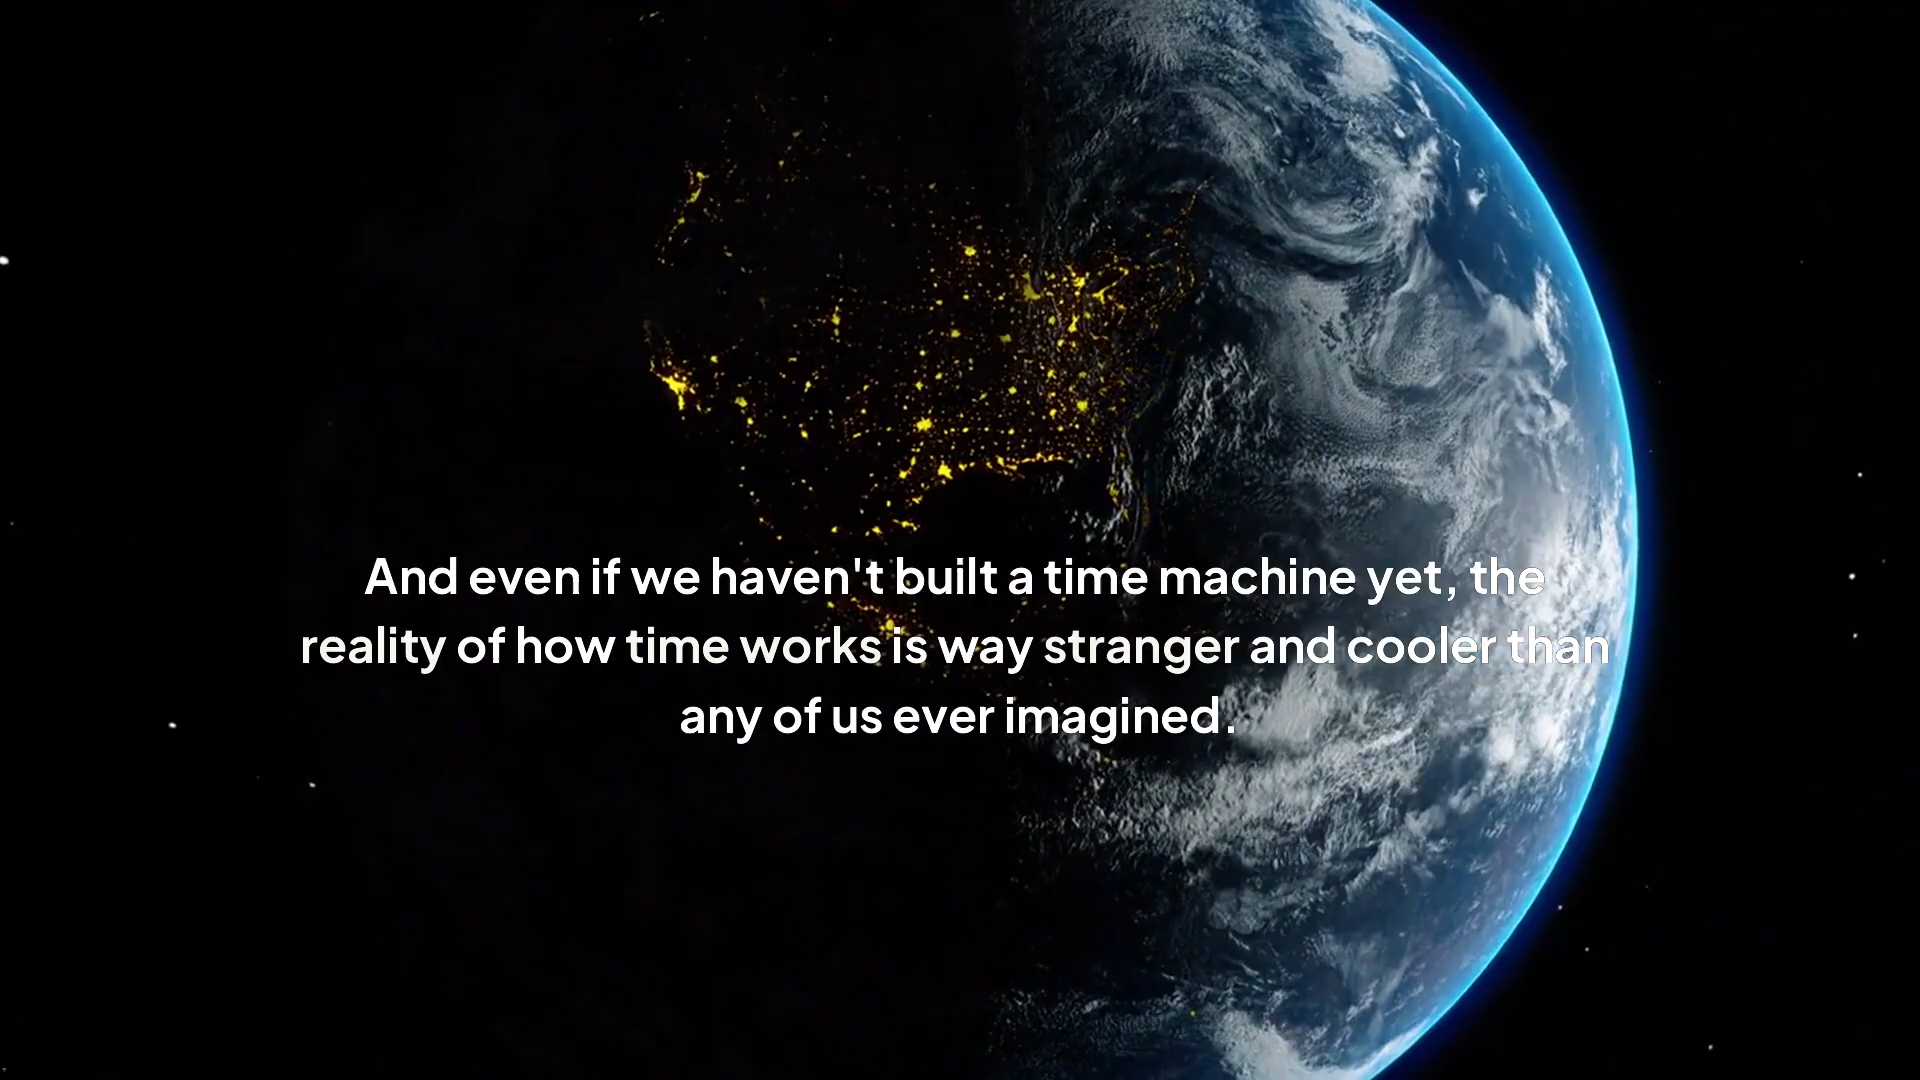 And even if we haven't built a time machine yet, the
reality of how time works is way stranger and cooler than
any of us ever imagined.